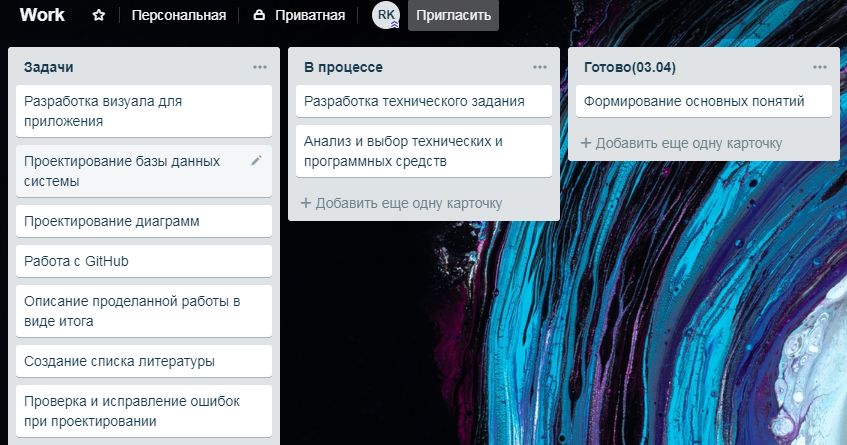 Work
Персональная
Приватная
RK
Пригласить
Задачи
Разработка визуала для
приложения
Проектирование базы данных
системы
Проектирование диаграмм
Работа с GitHub
Описание проделанной работы в
виде итога
Создание списка литературы
Проверка и исправление ошибок
при проектировании
В процессе
Разработка технического задания
Анализ и выбор технических и
программных средств
+ Добавить еще одну карточку
Готово(03.04)
Формирование основных понятий
+ Добавить еще одну карточку